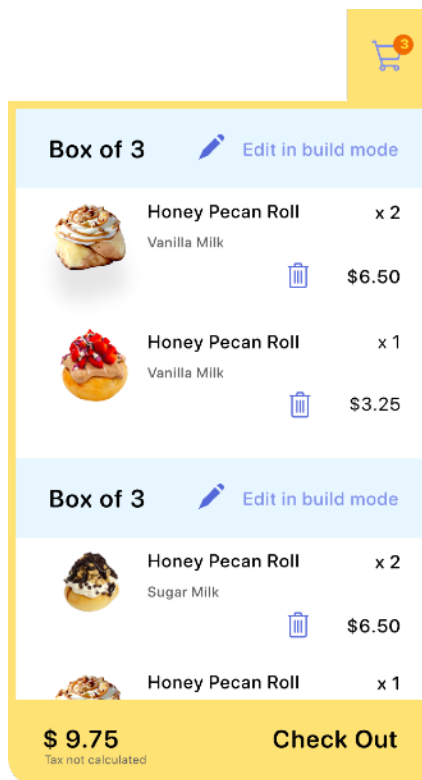 3
Box of 3 Edit in build mode
Honey Pecan Roll x 2
Vanilla Milk
$6.50
Honey Pecan Roll x 1
Vanilla Milk
$3.25
Box of 3 Edit in build mode
Honey Pecan Roll x 2
Sugar Milk
$6.50
Honey Pecan Roll x 1
$ 9.75 Check Out
Tax not calculated